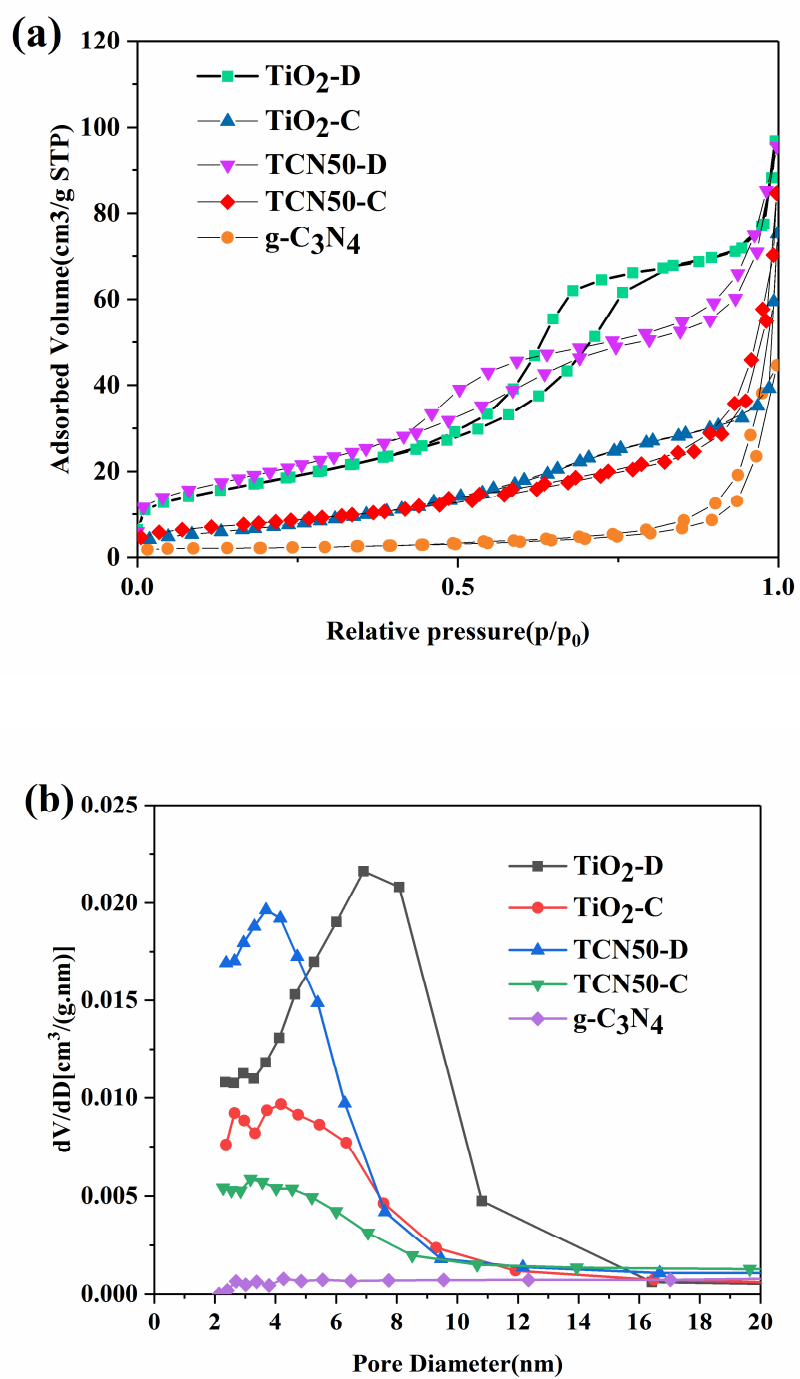 (a)
120
100
80
60
40
20
0
Adsorbed Volume(cm3/g STP)
TiO2-D
TiO2-C
TCN50-D
TCN50-C
g-C3N4
0.0 0.5 1.0
Relative pressure(p/p0)
(b)
0.025
0.020
0.015
0.010
0.005
0.000
dV/dD[cm³/(g.nm)]
TiO2-D
TiO2-C
TCN50-D
TCN50-C
g-C3N4
0 2 4 6 8 10 12 14 16 18 20
Pore Diameter(nm)